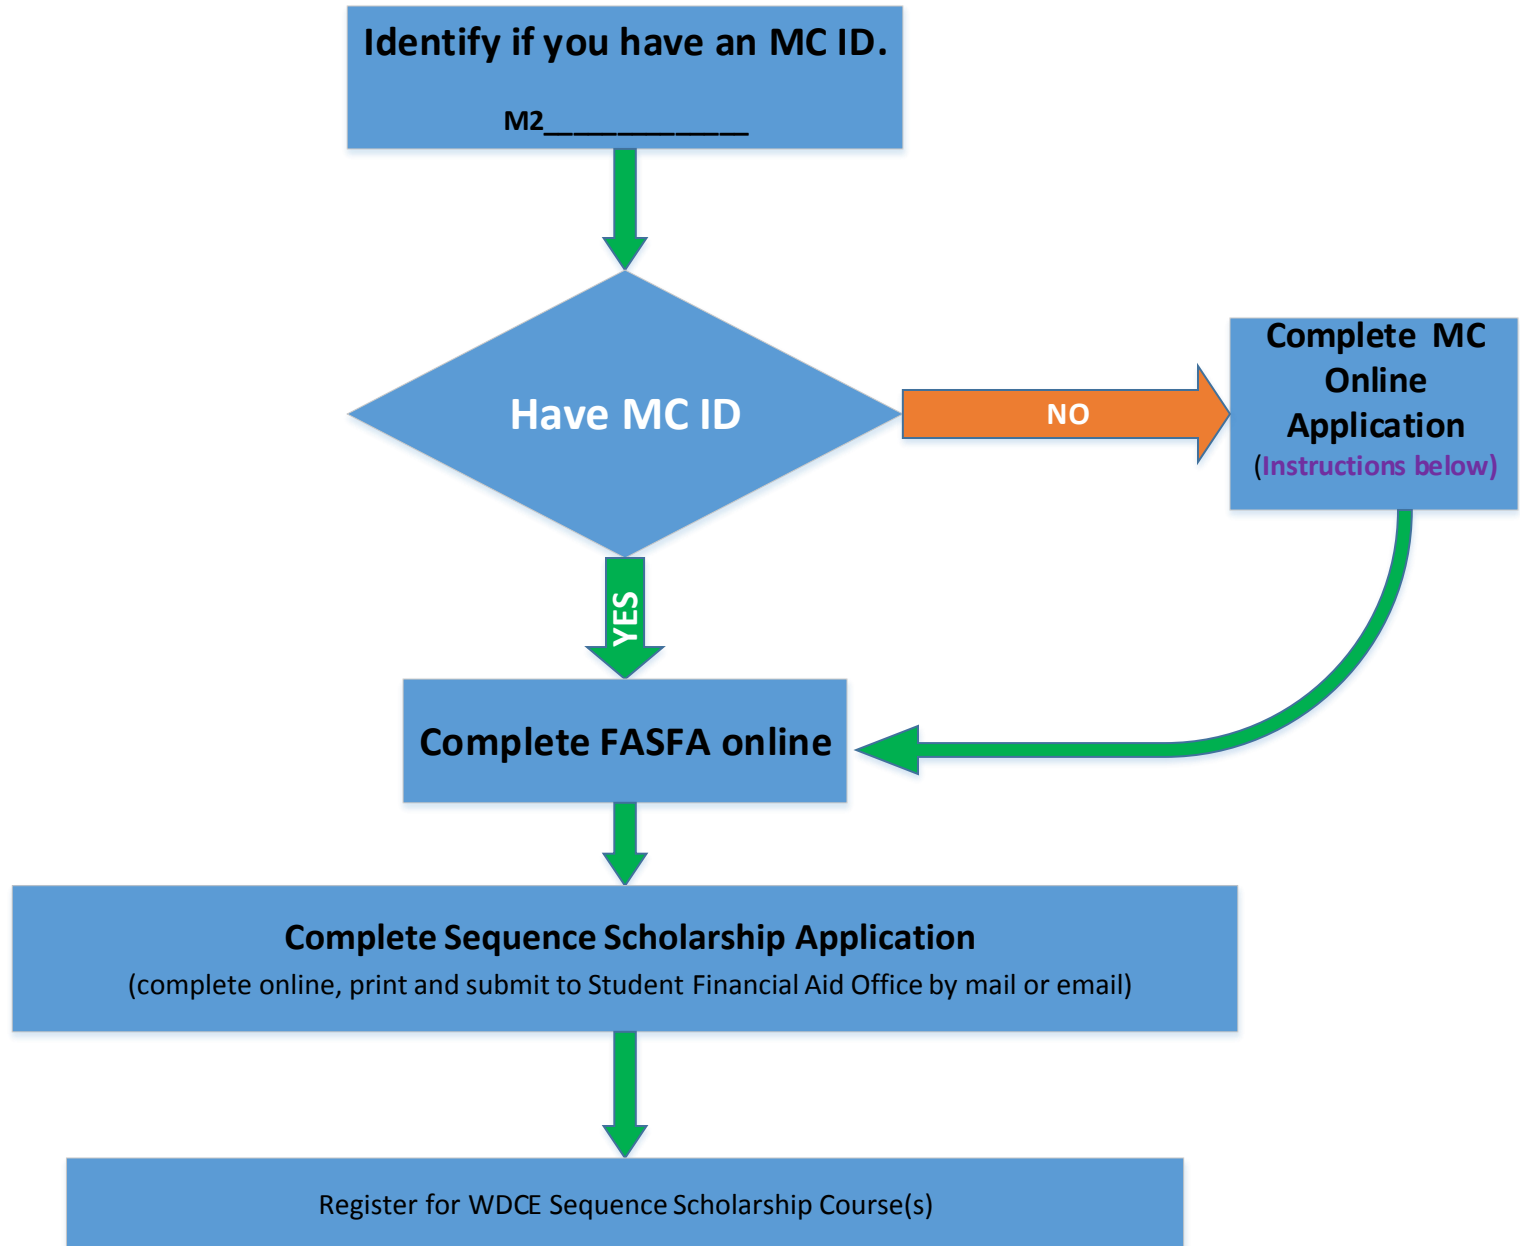 Identify if you have an MC ID.
M2______________
Have MC ID
NO
Complete MC
Online
Application
(Instructions below)
YES
Complete FASFA online
Complete Sequence Scholarship Application
(complete online, print and submit to Student Financial Aid Office by mail or email)
Register for WDCE Sequence Scholarship Course(s)